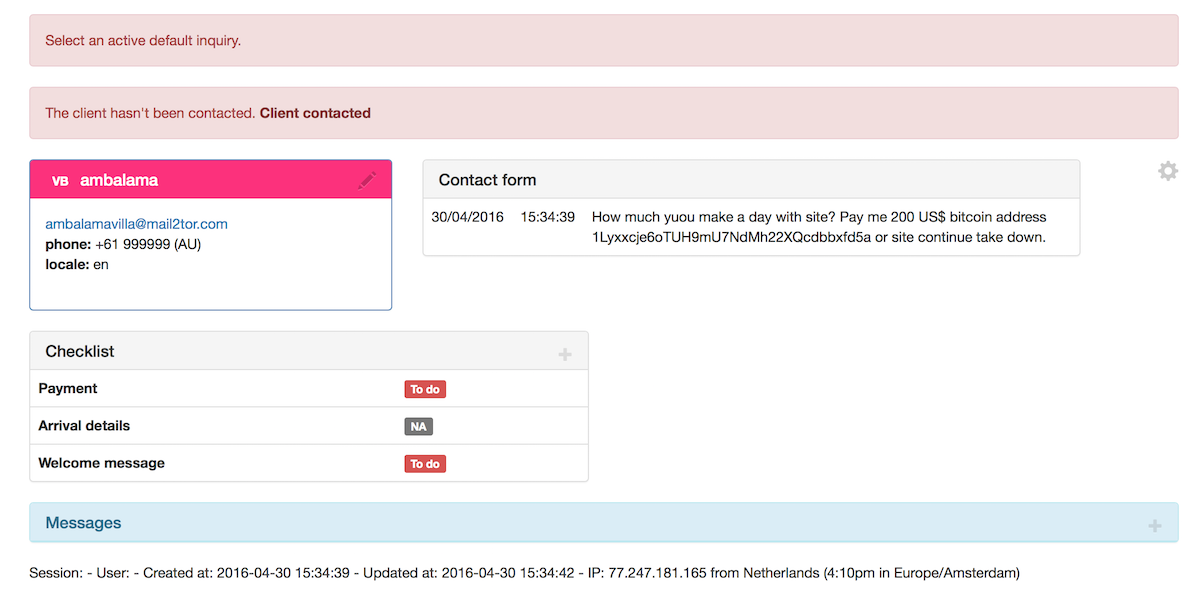 Select an active default inquiry.
The client hasn't been contacted. Client contacted
VB ambalama
ambalamavilla@mail2tor.com
phone: +61 999999 (AU)
locale: en
Contact form
30/04/2016 15:34:39 How much yuou make a day with site? Pay me 200 US$ bitcoin address
1Lyxxcje6oTUH9mU7NdMh22XQcdbbxfd5a or site continue take down.
Checklist
Payment To do
Arrival details NA
Welcome message To do
Messages
Session: - User: - Created at: 2016-04-30 15:34:39 - Updated at: 2016-04-30 15:34:42 - IP: 77.247.181.165 from Netherlands (4:10pm in Europe/Amsterdam)